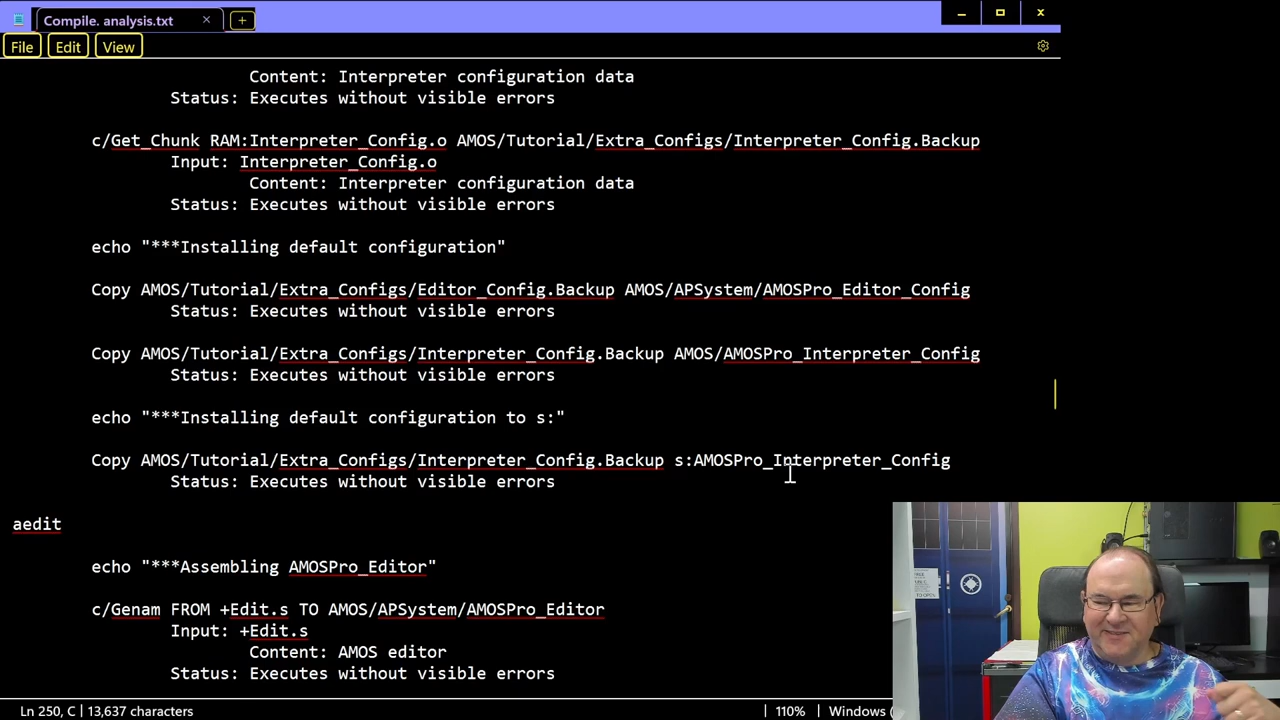 Compile. analysis.txt
File Edit View
Content: Interpreter configuration data
Status: Executes without visible errors
c/Get_Chunk RAM:Interpreter_Config.o AMOS/Tutorial/Extra_Configs/Interpreter_Config.Backup
Input: Interpreter_Config.o
Content: Interpreter configuration data
Status: Executes without visible errors
echo "***Installing default configuration"
Copy AMOS/Tutorial/Extra_Configs/Editor_Config.Backup AMOS/APSystem/AMOSPro_Editor_Config
Status: Executes without visible errors
Copy AMOS/Tutorial/Extra_Configs/Interpreter_Config.Backup AMOS/AMOSPro_Interpreter_Config
Status: Executes without visible errors
echo "***Installing default configuration to s:"
Copy AMOS/Tutorial/Extra_Configs/Interpreter_Config.Backup s:AMOSPro_Interpreter_Config
Status: Executes without visible errors
aedit
echo "***Assembling AMOSPro_Editor"
c/Genam FROM +Edit.s TO AMOS/APSystem/AMOSPro_Editor
Input: +Edit.s
Content: AMOS editor
Status: Executes without visible errors
Ln 250, C | 13,637 characters | 110% | Windows (